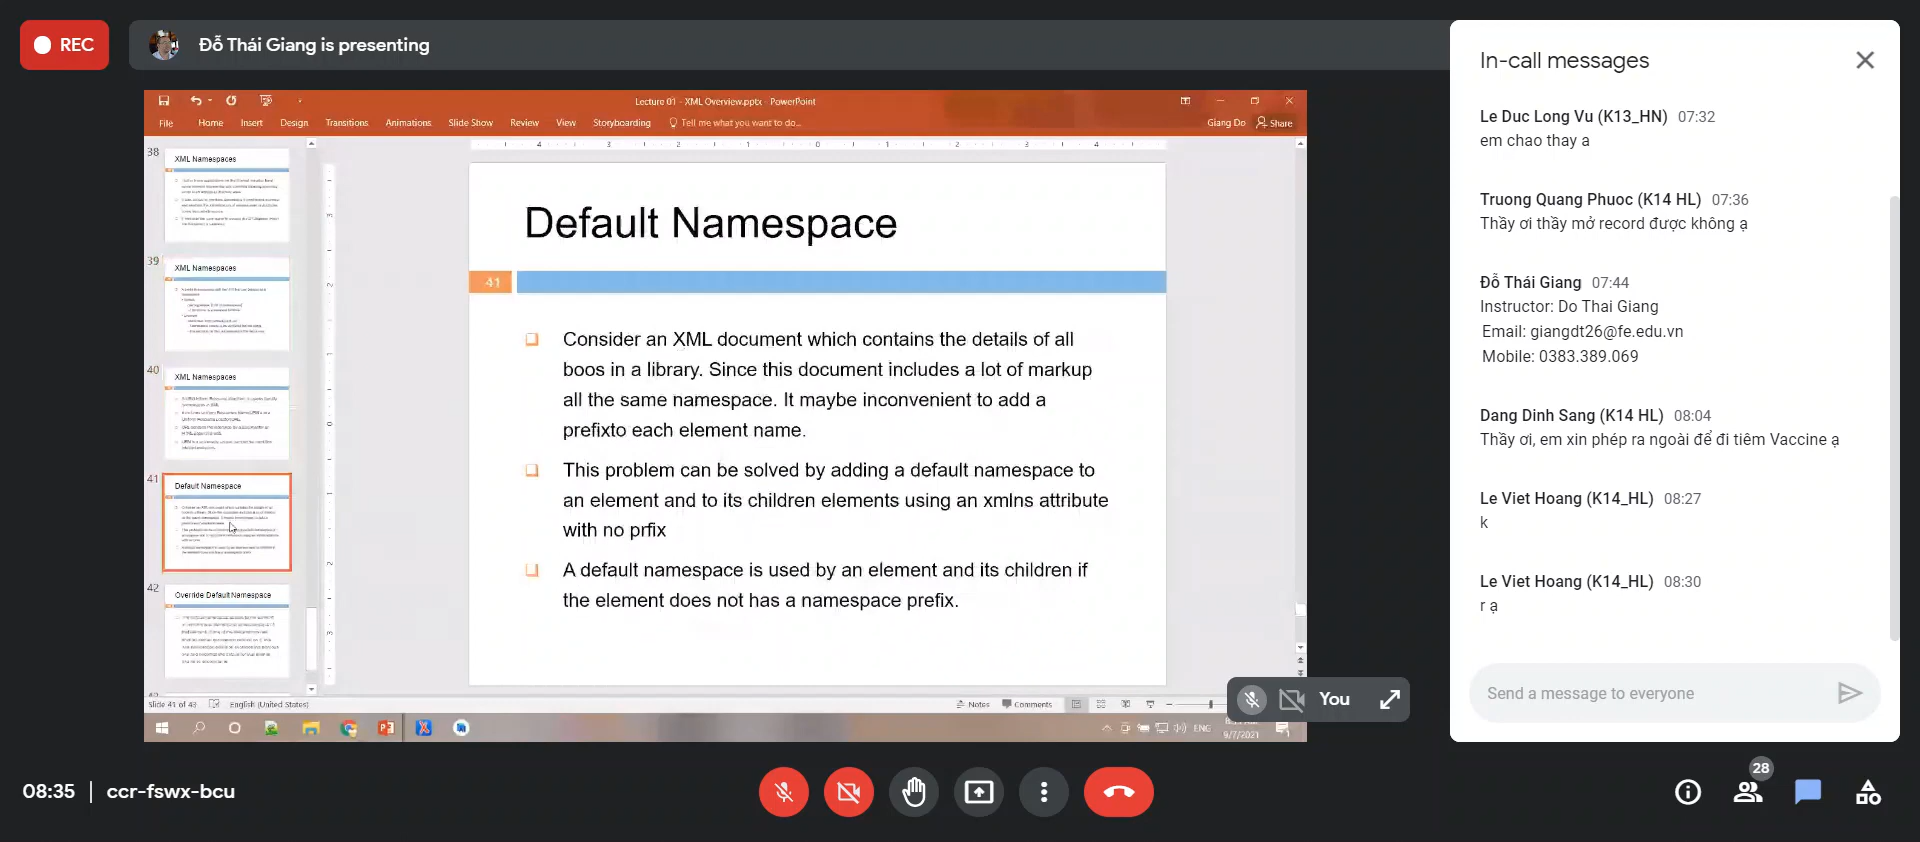 REC
Đỗ Thái Giang is presenting
Lecture 01 - XML Overview.pptx - PowerPoint
File Home Insert Design Transitions Animations Slide Show Review View Storyboarding Tell me what you want to do... Giang Do Share
38
XML Namespaces
39
XML Namespaces
40
XML Namespaces
41
Default Namespace
42
Override Default Namespace
Default Namespace
41
Consider an XML document which contains the details of all
boos in a library. Since this document includes a lot of markup
all the same namespace. It maybe inconvenient to add a
prefixto each element name.
This problem can be solved by adding a default namespace to
an element and to its children elements using an xmlns attribute
with no prfix
A default namespace is used by an element and its children if
the element does not has a namespace prefix.
Slide 41 of 43 English (United States)
Notes Comments
ENG
9/7/2021
You
In-call messages
Le Duc Long Vu (K13_HN) 07:32
em chao thay a
Truong Quang Phuoc (K14 HL) 07:36
Thầy ơi thầy mở record được không ạ
Đỗ Thái Giang 07:44
Instructor: Do Thai Giang
Email: giangdt26@fe.edu.vn
Mobile: 0383.389.069
Dang Dinh Sang (K14 HL) 08:04
Thầy ơi, em xin phép ra ngoài để đi tiêm Vaccine ạ
Le Viet Hoang (K14_HL) 08:27
k
Le Viet Hoang (K14_HL) 08:30
r ạ
Send a message to everyone
08:35 | ccr-fswx-bcu
28